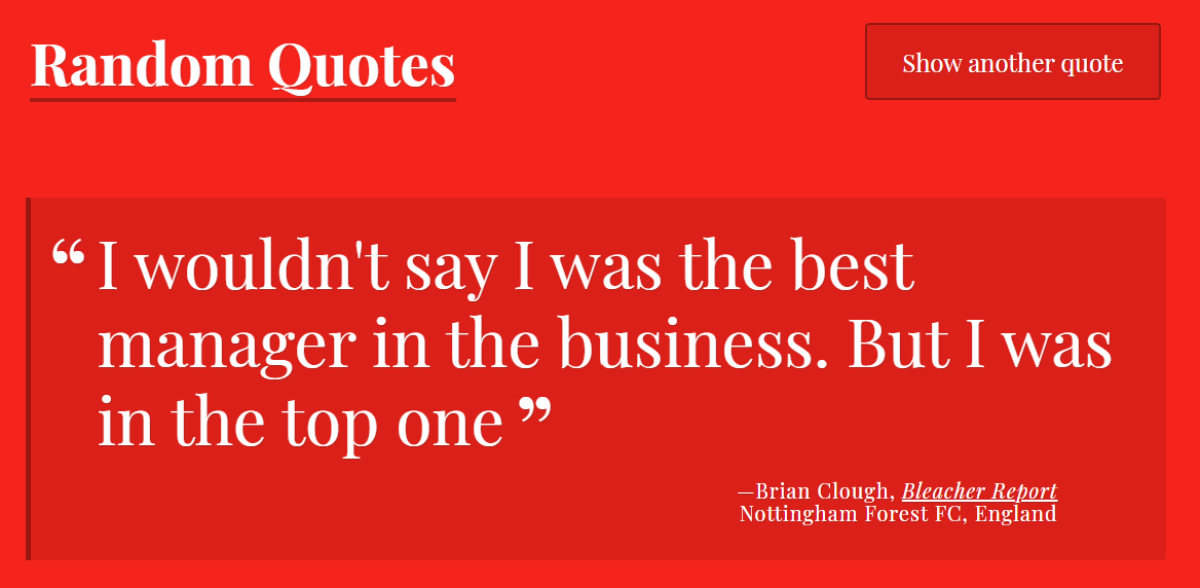 Random Quotes
Show another quote
“ I wouldn't say I was the best
manager in the business. But I was
in the top one ”
—Brian Clough, Bleacher Report
Nottingham Forest FC, England